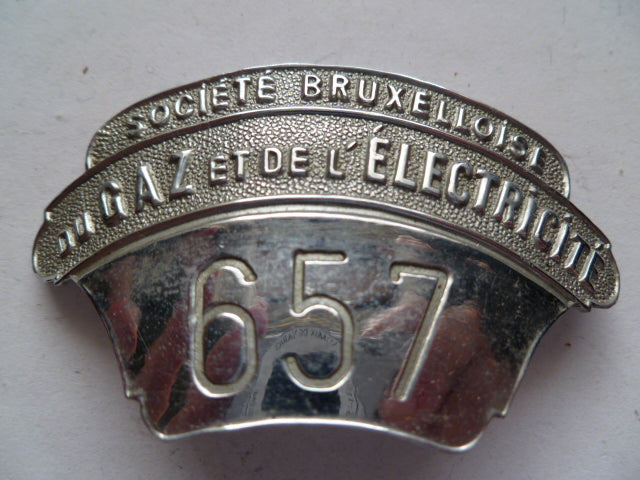 SOCIÉTÉ BRUXELLOISE
DU GAZ ET DE L'ÉLECTRICITÉ
657